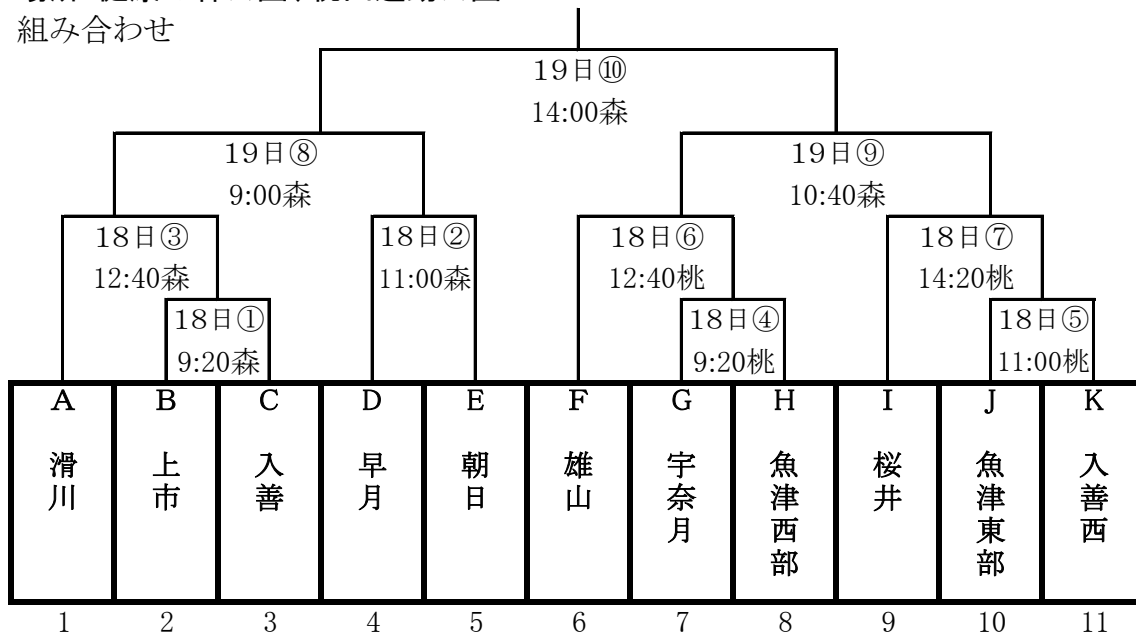 組み合わせ
19日⑩
14:00森
19日⑧
9:00森
19日⑨
10:40森
18日③
12:40森
18日②
11:00森
18日⑥
12:40桃
18日⑦
14:20桃
18日①
9:20森
18日④
9:20桃
18日⑤
11:00桃
A B C D E F G H I J K
滑川
上市
入善
早月
朝日
雄山
宇奈月
魚津西部
桜井
魚津東部
入善西
1 2 3 4 5 6 7 8 9 10 11